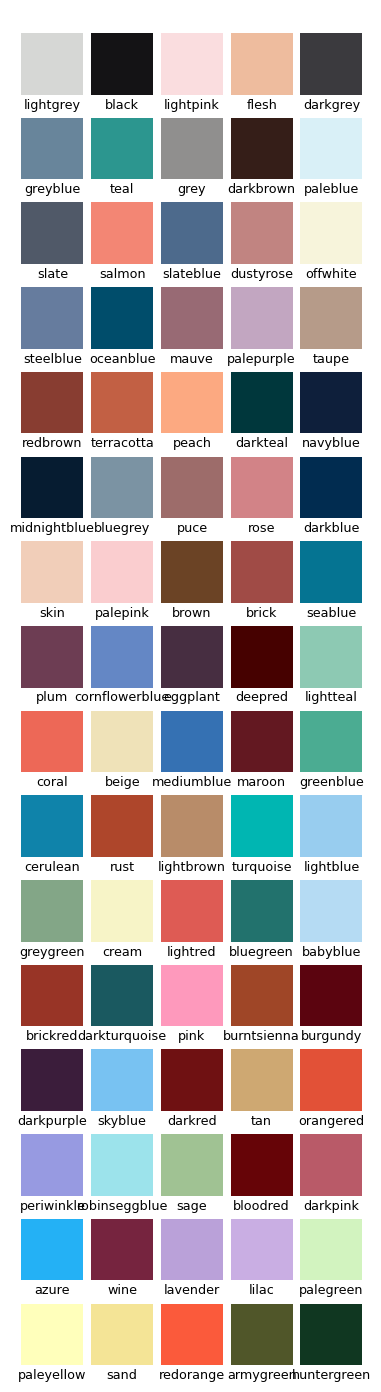 lightgrey black lightpink flesh darkgrey
greyblue teal grey darkbrown paleblue
slate salmon slateblue dustyrose offwhite
steelblue oceanblue mauve palepurple taupe
redbrown terracotta peach darkteal navyblue
midnightblue bluegrey puce rose darkblue
skin palepink brown brick seablue
plum cornflowerblue eggplant deepred lightteal
coral beige mediumblue maroon greenblue
cerulean rust lightbrown turquoise lightblue
greygreen cream lightred bluegreen babyblue
brickred darkturquoise pink burntsienna burgundy
darkpurple skyblue darkred tan orangered
periwinkle robinseggblue sage bloodred darkpink
azure wine lavender lilac palegreen
paleyellow sand redorange armygreen huntergreen